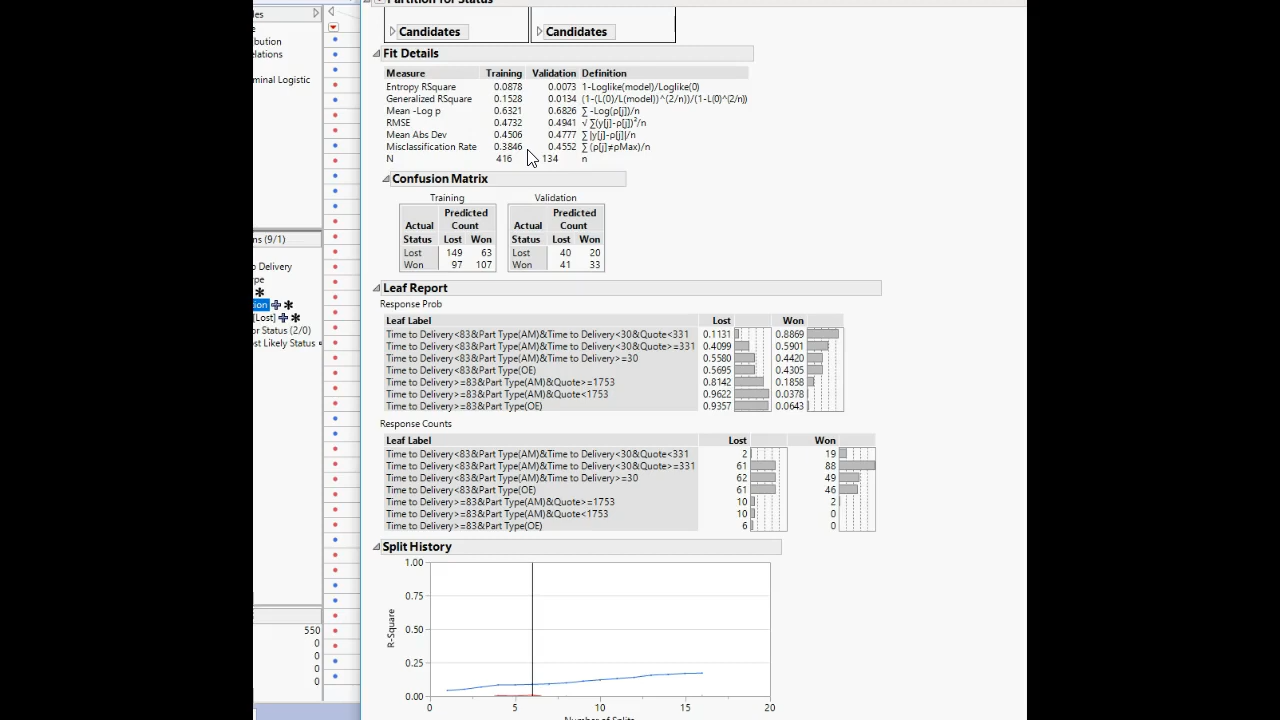 Partition for Status
les
e
bution
elations
minal Logistic
Candidates
Candidates
Fit Details
Measure Training Validation Definition
Entropy RSquare 0.0878 0.0073 1-Loglike(model)/Loglike(0)
Generalized RSquare 0.1528 0.0134 (1-(L(0)/L(model))^(2/n))/(1-L(0)^(2/n))
Mean -Log p 0.6321 0.6826 ∑ -Log(ρ[j])/n
RMSE 0.4732 0.4941 √ ∑(y[j]-ρ[j])²/n
Mean Abs Dev 0.4506 0.4777 ∑ |y[j]-ρ[j]|/n
Misclassification Rate 0.3846 0.4552 ∑ (ρ[j]≠ρMax)/n
N 416 134 n
Confusion Matrix
Training
Predicted
Actual Count
Status Lost Won
Lost 149 63
Won 97 107
Validation
Predicted
Actual Count
Status Lost Won
Lost 40 20
Won 41 33
ns (9/1)
o Delivery
ype
tion
[Lost]
or Status (2/0)
ost Likely Status
Leaf Report
Response Prob
Leaf Label Lost Won
Time to Delivery<83&Part Type(AM)&Time to Delivery<30&Quote<331 0.1131 0.8869
Time to Delivery<83&Part Type(AM)&Time to Delivery<30&Quote>=331 0.4099 0.5901
Time to Delivery<83&Part Type(AM)&Time to Delivery>=30 0.5580 0.4420
Time to Delivery<83&Part Type(OE) 0.5695 0.4305
Time to Delivery>=83&Part Type(AM)&Quote>=1753 0.8142 0.1858
Time to Delivery>=83&Part Type(AM)&Quote<1753 0.9622 0.0378
Time to Delivery>=83&Part Type(OE) 0.9357 0.0643
Response Counts
Leaf Label Lost Won
Time to Delivery<83&Part Type(AM)&Time to Delivery<30&Quote<331 2 19
Time to Delivery<83&Part Type(AM)&Time to Delivery<30&Quote>=331 61 88
Time to Delivery<83&Part Type(AM)&Time to Delivery>=30 62 49
Time to Delivery<83&Part Type(OE) 61 46
Time to Delivery>=83&Part Type(AM)&Quote>=1753 10 2
Time to Delivery>=83&Part Type(AM)&Quote<1753 10 0
Time to Delivery>=83&Part Type(OE) 6 0
550
0
0
0
0
Split History
1.00
0.75
0.50
0.25
0.00
R-Square
0 5 10 15 20
Number of Splits